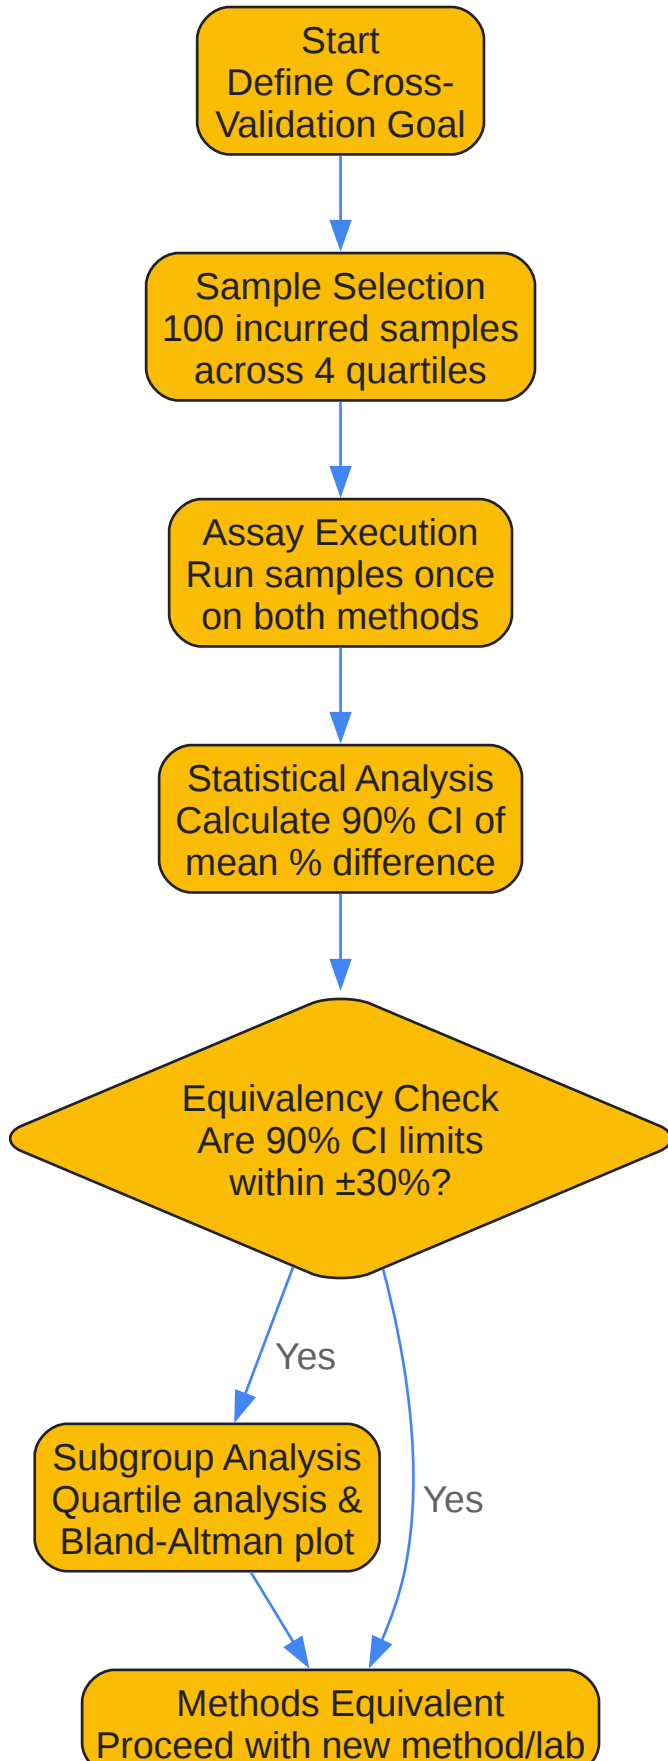 Start
Define Cross-
Validation Goal
Sample Selection
100 incurred samples
across 4 quartiles
Assay Execution
Run samples once
on both methods
Statistical Analysis
Calculate 90% CI of
mean % difference
Equivalency Check
Are 90% CI limits
within ±30%?
Yes
Subgroup Analysis
Quartile analysis &
Bland-Altman plot
Yes
Methods Equivalent
Proceed with new method/lab